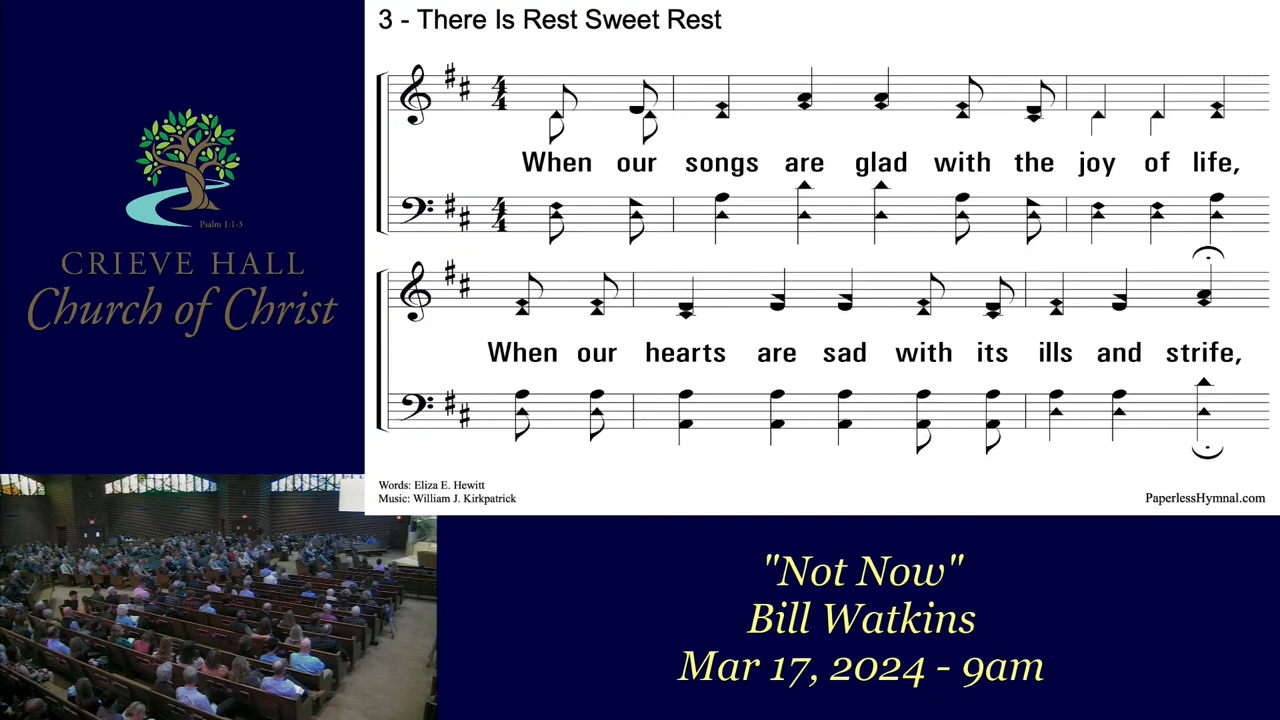 3 - There Is Rest Sweet Rest
When our songs are glad with the joy of life,
When our hearts are sad with its ills and strife,
Words: Eliza E. Hewitt
Music: William J. Kirkpatrick
PaperlessHymnal.com
Psalm 1:1-3
CRIEVE HALL
Church of Christ
"Not Now"
Bill Watkins
Mar 17, 2024 - 9am